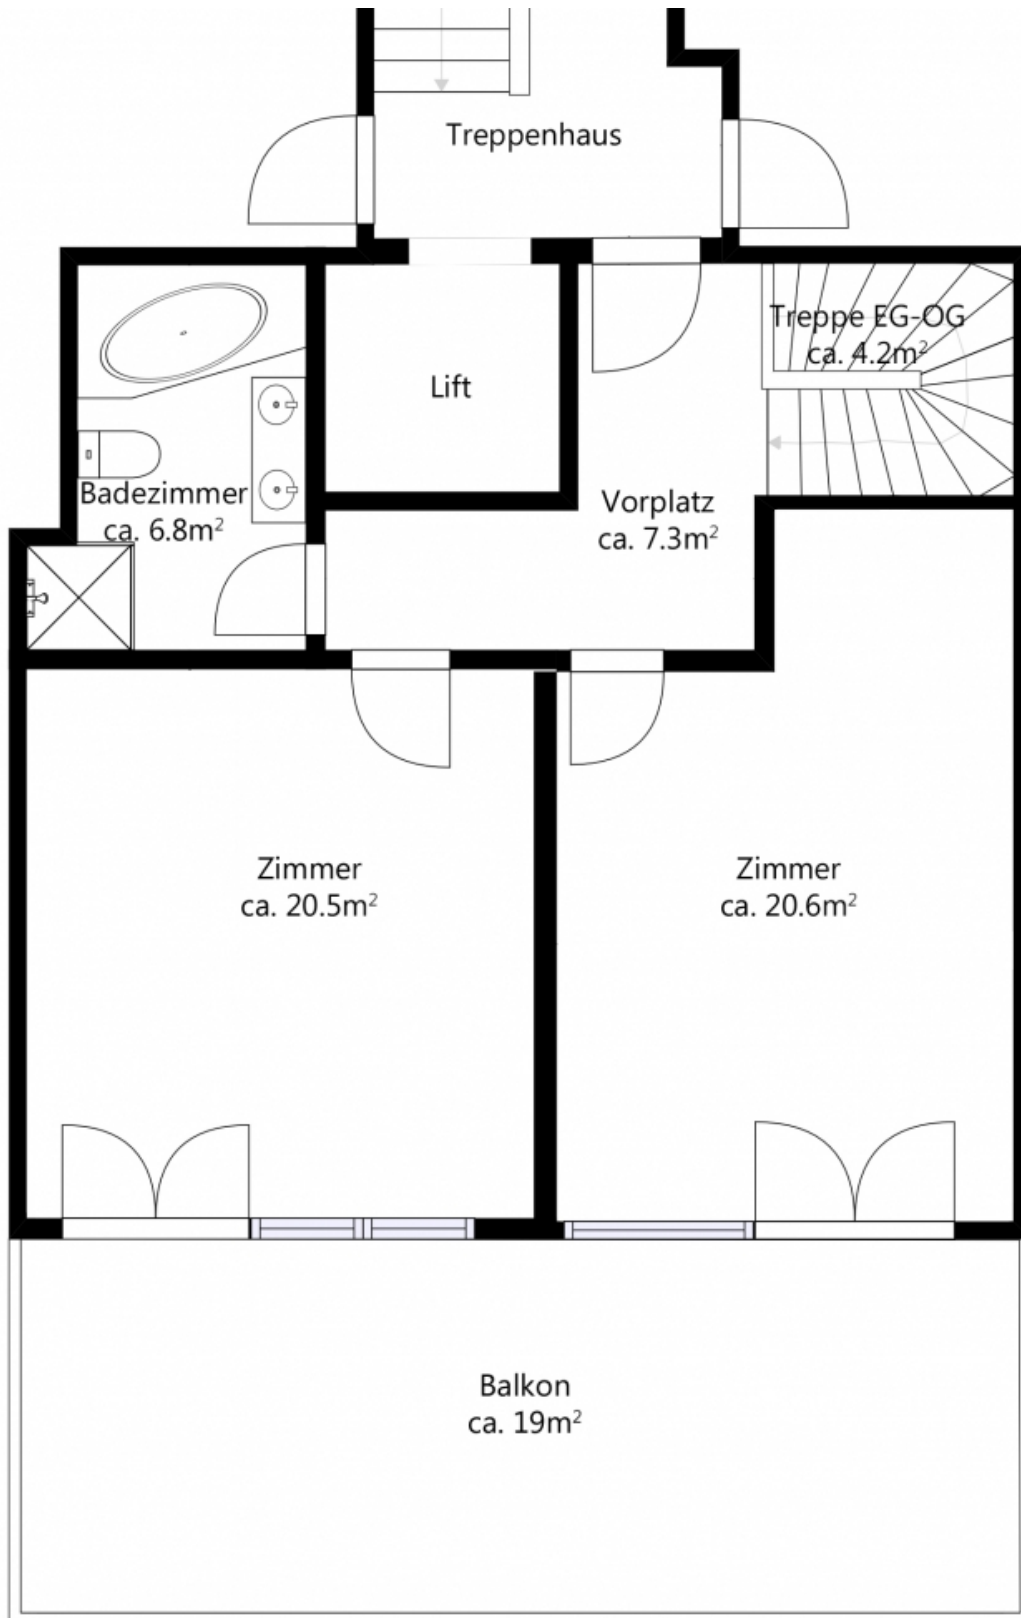 Treppenhaus
Treppe EG-OG
ca. 4.2m²
Lift
Badezimmer
ca. 6.8m²
Vorplatz
ca. 7.3m²
Zimmer
ca. 20.5m²
Zimmer
ca. 20.6m²
Balkon
ca. 19m²